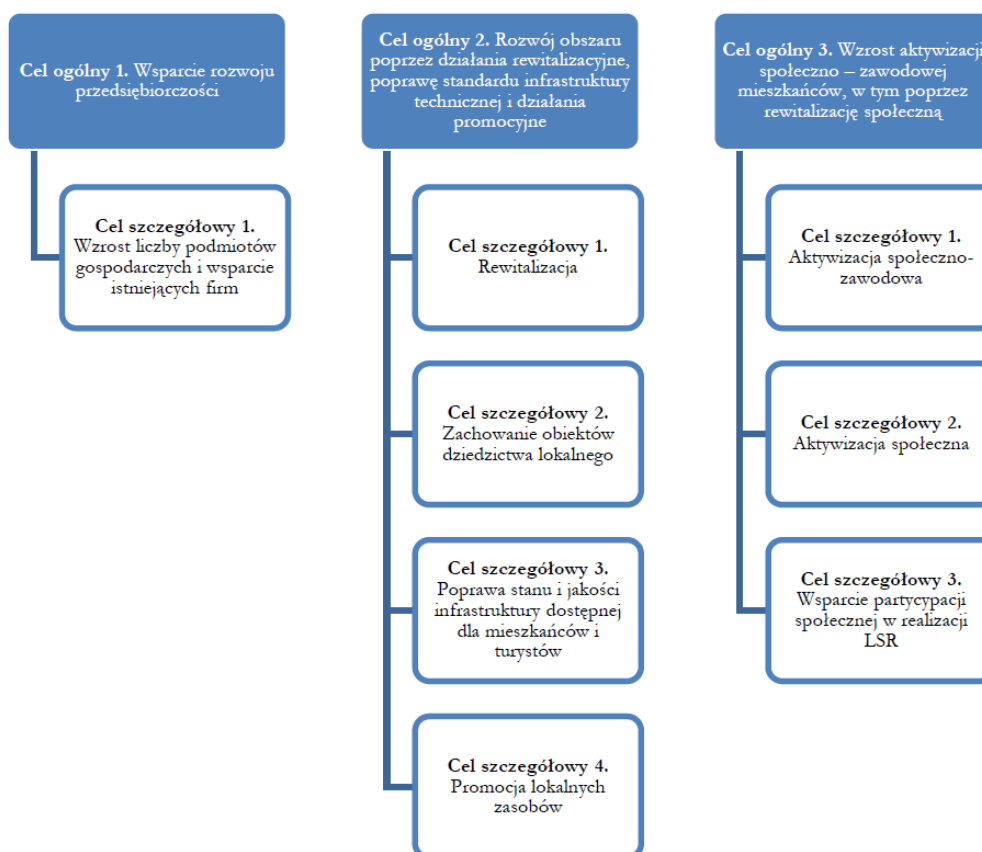 Cel ogólny 1. Wsparcie rozwoju
przedsiębiorczości
Cel szczegółowy 1.
Wzrost liczby podmiotów
gospodarczych i wsparcie
istniejących firm
Cel ogólny 2. Rozwój obszaru
poprzez działania rewitalizacyjne,
poprawę standardu infrastruktury
technicznej i działania
promocyjne
Cel szczegółowy 1.
Rewitalizacja
Cel szczegółowy 2.
Zachowanie obiektów
dziedzictwa lokalnego
Cel szczegółowy 3.
Poprawa stanu i jakości
infrastruktury dostępnej
dla mieszkańców i
turystów
Cel szczegółowy 4.
Promocja lokalnych
zasobów
Cel ogólny 3. Wzrost aktywizacji
społeczno – zawodowej
mieszkańców, w tym poprzez
rewitalizację społeczną
Cel szczegółowy 1.
Aktywizacja społeczno-
zawodowa
Cel szczegółowy 2.
Aktywizacja społeczna
Cel szczegółowy 3.
Wsparcie partycypacji
społecznej w realizacji
LSR